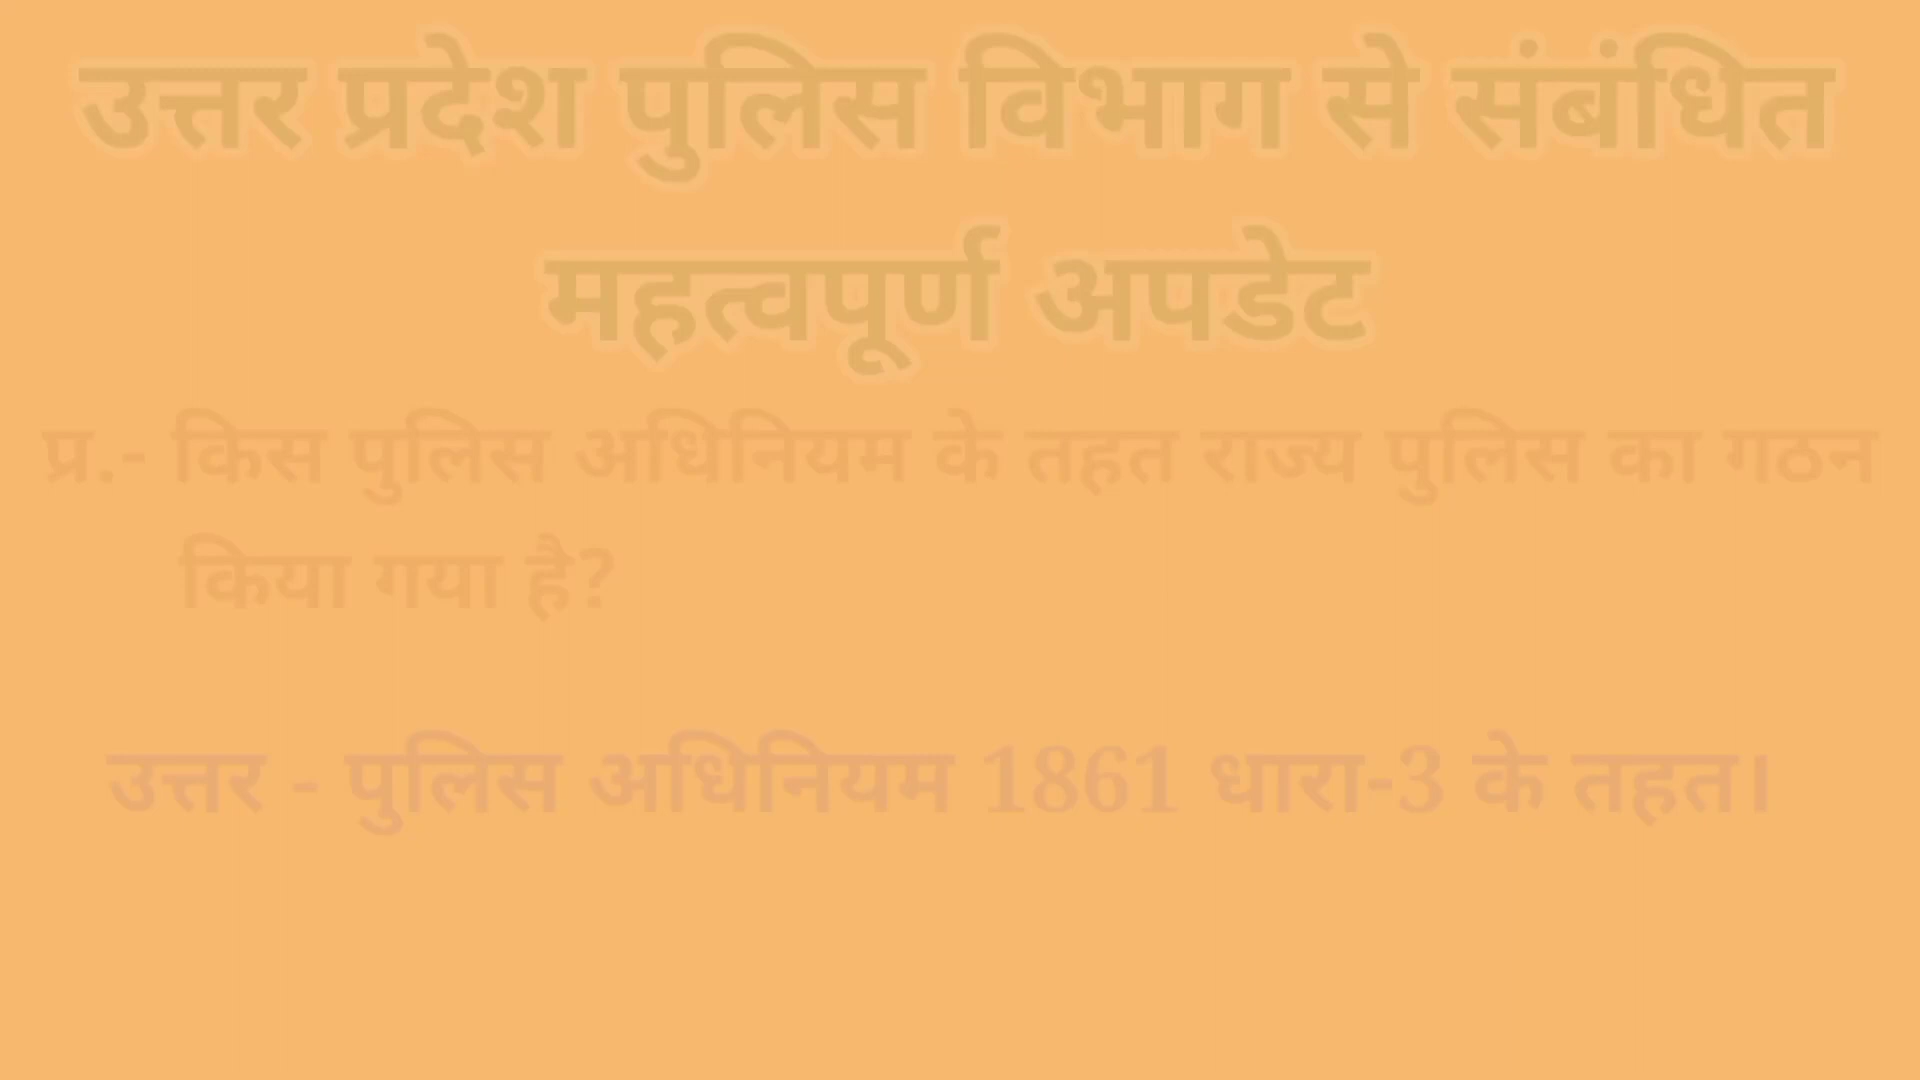 उत्तर प्रदेश पुलिस विभाग से संबंधित
महत्वपूर्ण अपडेट
प्र.- किस पुलिस अधिनियम के तहत राज्य पुलिस का गठन
किया गया है?
उत्तर - पुलिस अधिनियम 1861 धारा-3 के तहत।